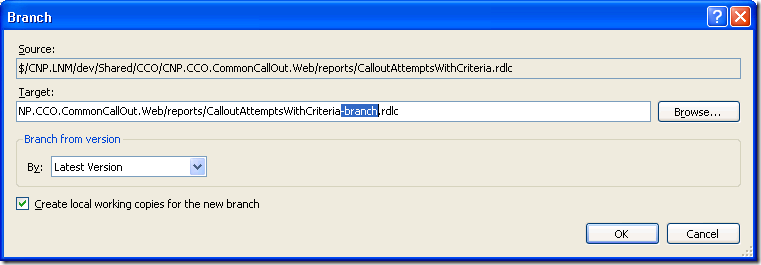 Branch
Source:
$/CNP.LNM/dev/Shared/CCO/CNP.CCO.CommonCallOut.Web/reports/CalloutAttemptsWithCriteria.rdlc
Target:
NP.CCO.CommonCallOut.Web/reports/CalloutAttemptsWithCriteria-branch.rdlc
Browse...
Branch from version
By: Latest Version
Create local working copies for the new branch
OK Cancel